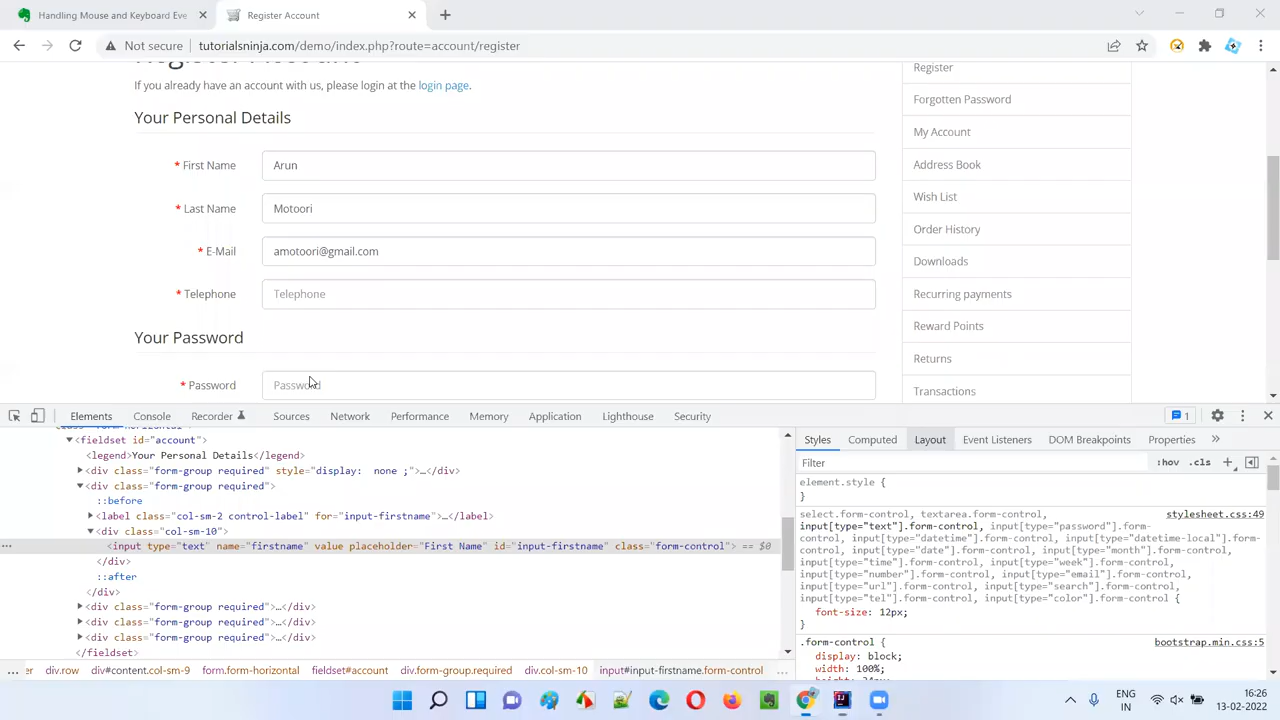 Handling Mouse and Keyboard Eve
Register Account
Not secure
tutorialsninja.com/demo/index.php?route=account/register
If you already have an account with us, please login at the login page.
Your Personal Details
* First Name
Arun
* Last Name
Motoori
* E-Mail
amotoori@gmail.com
* Telephone
Telephone
Your Password
* Password
Password
Register
Forgotten Password
My Account
Address Book
Wish List
Order History
Downloads
Recurring payments
Reward Points
Returns
Transactions
Elements
Console
Recorder
Sources
Network
Performance
Memory
Application
Lighthouse
Security
1
<fieldset id="account">
<legend>Your Personal Details</legend>
<div class="form-group required" style="display:  none ;">…</div>
<div class="form-group required">
::before
<label class="col-sm-2 control-label" for="input-firstname">…</label>
<div class="col-sm-10">
<input type="text" name="firstname" value placeholder="First Name" id="input-firstname" class="form-control"> == $0
</div>
::after
</div>
<div class="form-group required">…</div>
<div class="form-group required">…</div>
<div class="form-group required">…</div>
</fieldset>
er div.row div#content.col-sm-9 form.form-horizontal fieldset#account div.form-group.required div.col-sm-10 input#input-firstname.form-control
Styles
Computed
Layout
Event Listeners
DOM Breakpoints
Properties
Filter
:hov .cls
element.style {
}
select.form-control, textarea.form-control, stylesheet.css:49
input[type="text"].form-control, input[type="password"].form-
control, input[type="datetime"].form-control, input[type="datetime-local"].form-
control, input[type="date"].form-control, input[type="month"].form-control,
input[type="time"].form-control, input[type="week"].form-control,
input[type="number"].form-control, input[type="email"].form-control,
input[type="url"].form-control, input[type="search"].form-control,
input[type="tel"].form-control, input[type="color"].form-control {
font-size: 12px;
}
.form-control { bootstrap.min.css:5
display: block;
width: 100%;
ENG
IN
16:26
13-02-2022